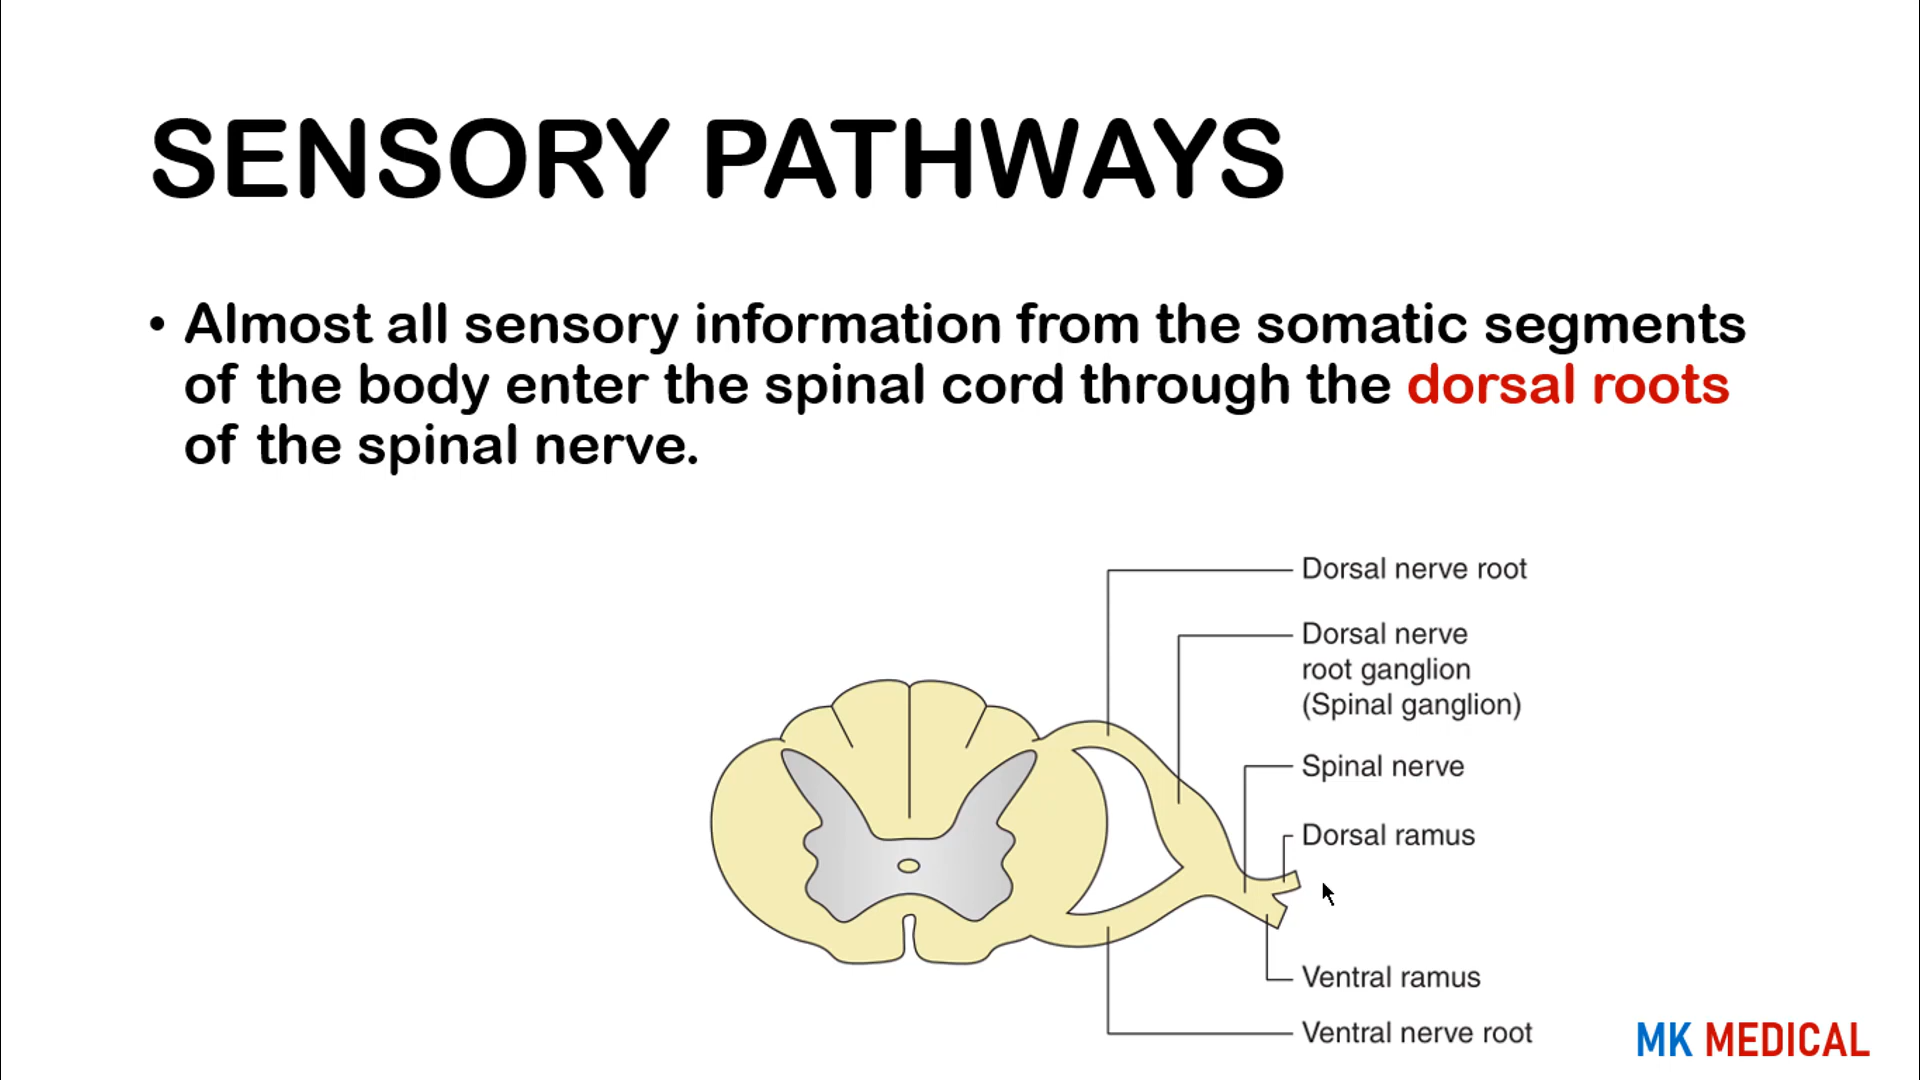 SENSORY PATHWAYS
• Almost all sensory information from the somatic segments
of the body enter the spinal cord through the dorsal roots
of the spinal nerve.
Dorsal nerve root
Dorsal nerve
root ganglion
(Spinal ganglion)
Spinal nerve
Dorsal ramus
Ventral ramus
Ventral nerve root
MK MEDICAL